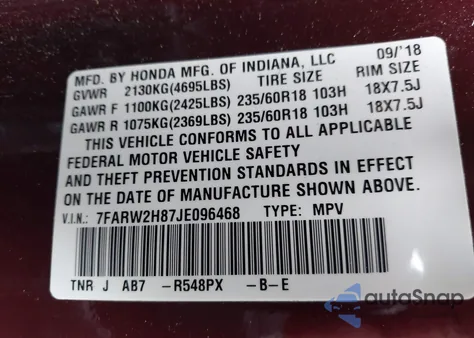 MFD. BY HONDA MFG. OF INDIANA, LLC 09/'18
GVWR 2130KG(4695LBS) TIRE SIZE RIM SIZE
GAWR F 1100KG(2425LBS) 235/60R18 103H 18X7.5J
GAWR R 1075KG(2369LBS) 235/60R18 103H 18X7.5J
THIS VEHICLE CONFORMS TO ALL APPLICABLE
FEDERAL MOTOR VEHICLE SAFETY
AND THEFT PREVENTION STANDARDS IN EFFECT
ON THE DATE OF MANUFACTURE SHOWN ABOVE.
V.I.N.: 7FARW2H87JE096468 TYPE: MPV
TNR J AB7 -R548PX -B-E
autoSnap